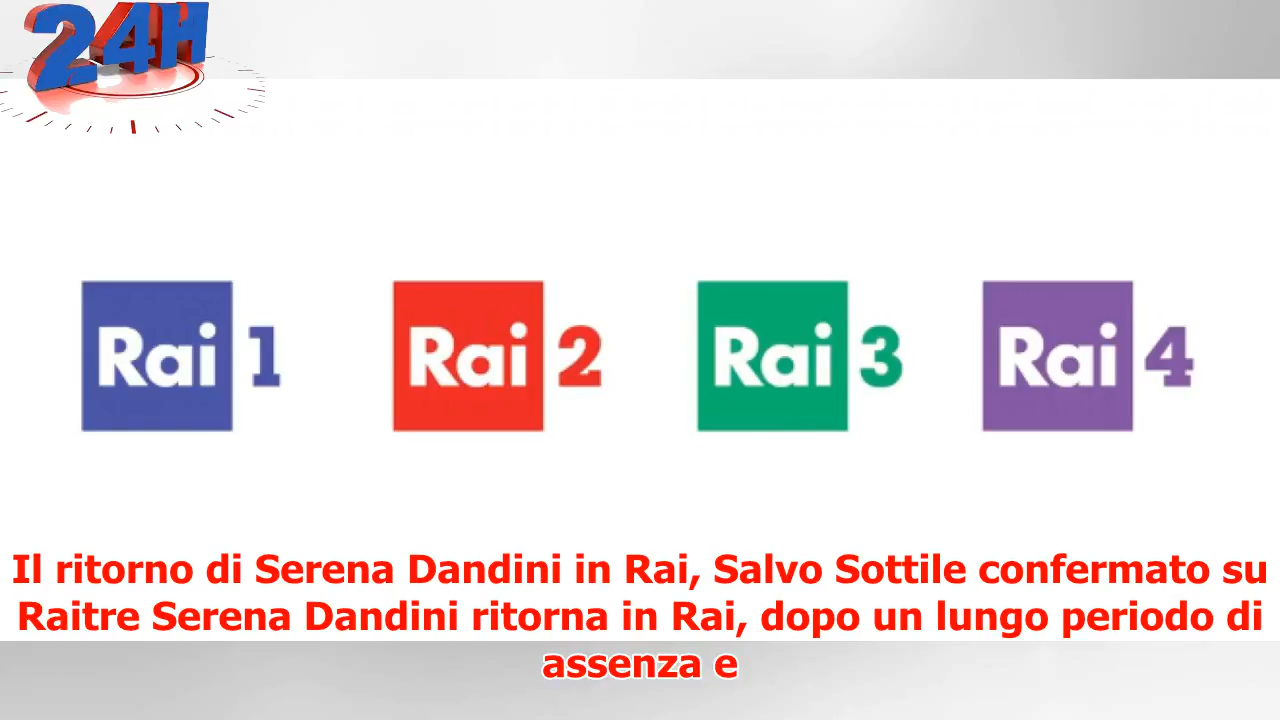 24H
Rai 1
Rai 2
Rai 3
Rai 4
Il ritorno di Serena Dandini in Rai, Salvo Sottile confermato su
Raitre Serena Dandini ritorna in Rai, dopo un lungo periodo di
assenza e